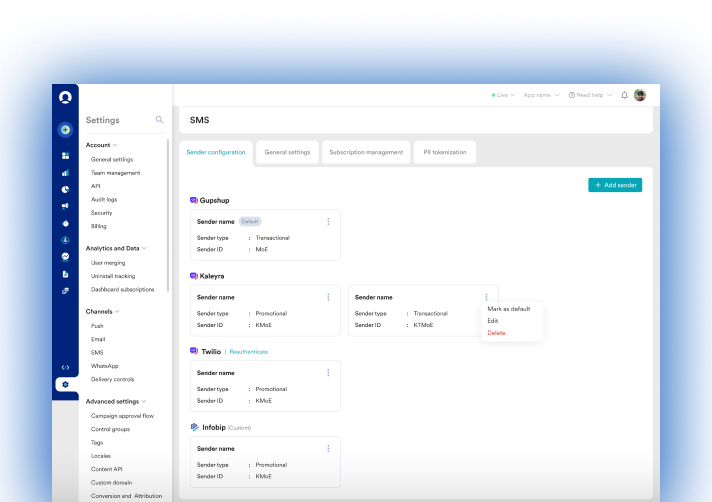 Live
App name
Need help
Settings
SMS
Account
General settings
Team management
API
Audit logs
Security
Billing
Analytics and Data
User merging
Uninstall tracking
Dashboard subscriptions
Channels
Push
Email
SMS
WhatsApp
Delivery controls
Advanced settings
Campaign approval flow
Control groups
Tags
Locales
Content API
Custom domain
Conversion and Attribution
Sender configuration
General settings
Subscription management
PII tokenization
+ Add sender
Gupshup
Sender name Default
Sender type : Transactional
Sender ID : MoE
Kaleyra
Sender name
Sender type : Promotional
Sender ID : KMoE
Sender name
Sender type : Transactional
Sender ID : KTMoE
Mark as default
Edit
Delete
Twilio | Reauthenticate
Sender name
Sender type : Promotional
Sender ID : KMoE
Infobip (Custom)
Sender name
Sender type : Promotional
Sender ID : KMoE